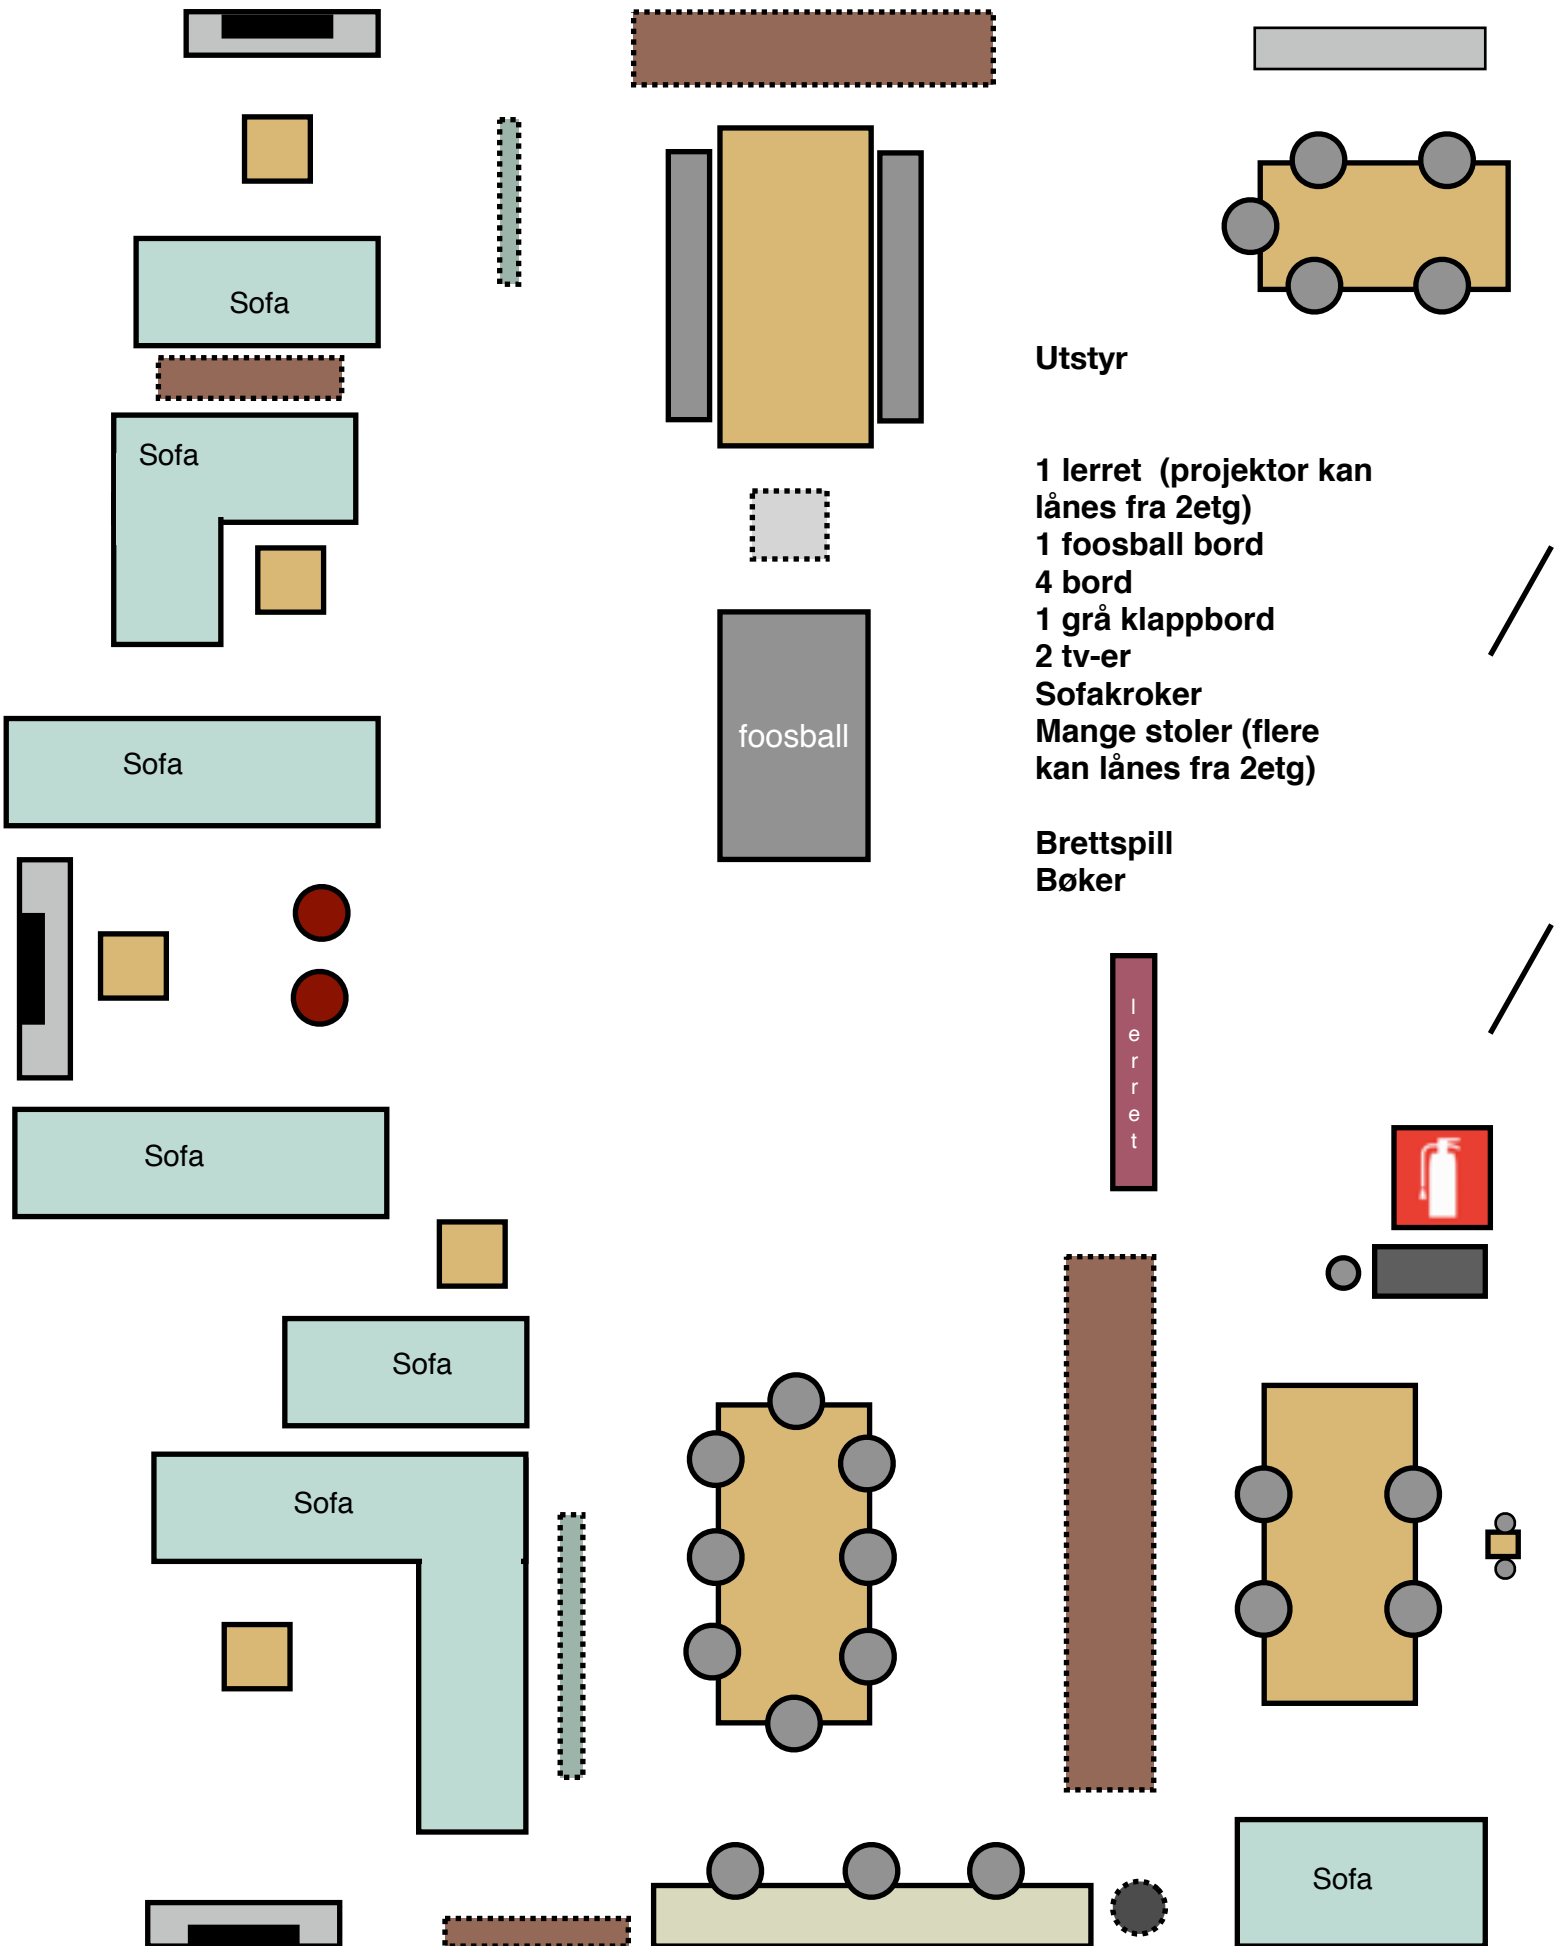 Sofa
Utstyr
Sofa
1 lerret (projektor kan
lånes fra 2etg)
1 foosball bord
4 bord
1 grå klappbord
2 tv-er
Sofakroker
Mange stoler (flere
kan lånes fra 2etg)
foosball
Sofa
Brettspill
Bøker
lerret
Sofa
Sofa
Sofa
Sofa